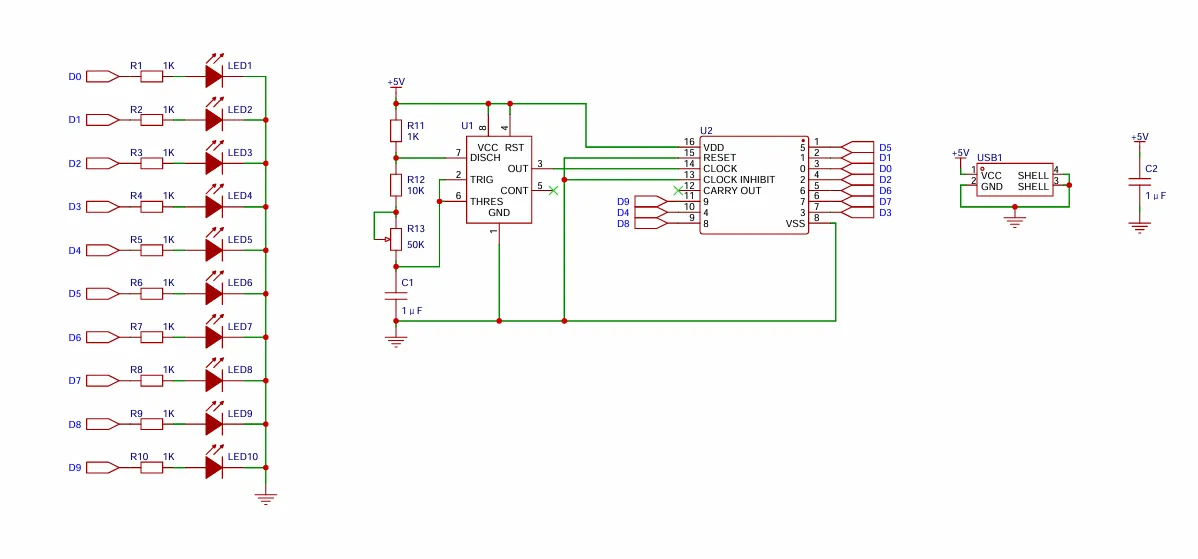 R1 1K LED1
D0
R2 1K LED2
D1
R3 1K LED3
D2
R4 1K LED4
D3
R5 1K LED5
D4
R6 1K LED6
D5
R7 1K LED7
D6
R8 1K LED8
D7
R9 1K LED9
D8
R10 1K LED10
D9
+5V
R11
1K
R12
10K
R13
50K
C1
1 μF
U1
8 4
VCC RST
7 DISCH
OUT 3
2 TRIG
CONT 5
6 THRES
GND
1
U2
16 VDD 5 1 D5
15 RESET 1 2 D1
14 CLOCK 0 3 D0
13 CLOCK INHIBIT 2 4 D2
12 CARRY OUT 6 5 D6
D9 11 9 7 6 D7
D4 10 4 3 7 D3
D8 9 8 VSS 8
+5V
USB1
1 VCC SHELL 4
2 GND SHELL 3
+5V
C2
1 μF